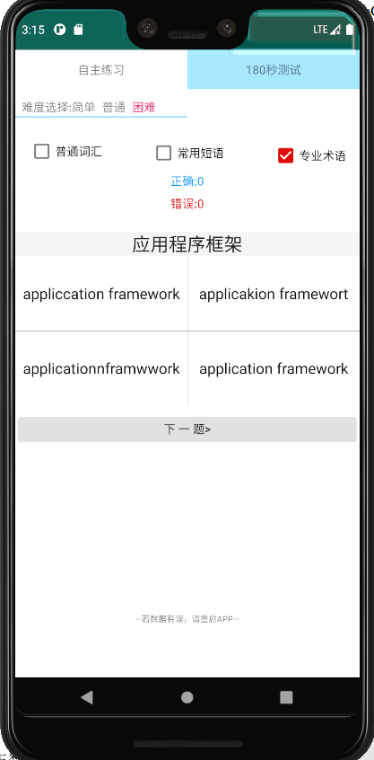 3:15 LTE
自主练习 180秒测试
难度选择:简单 普通 困难
普通词汇 常用短语 专业术语
正确:0
错误:0
应用程序框架
appliccation framework applicakion framewort
applicationnframwwork application framework
下一题>
--若数据有误，请重启APP--